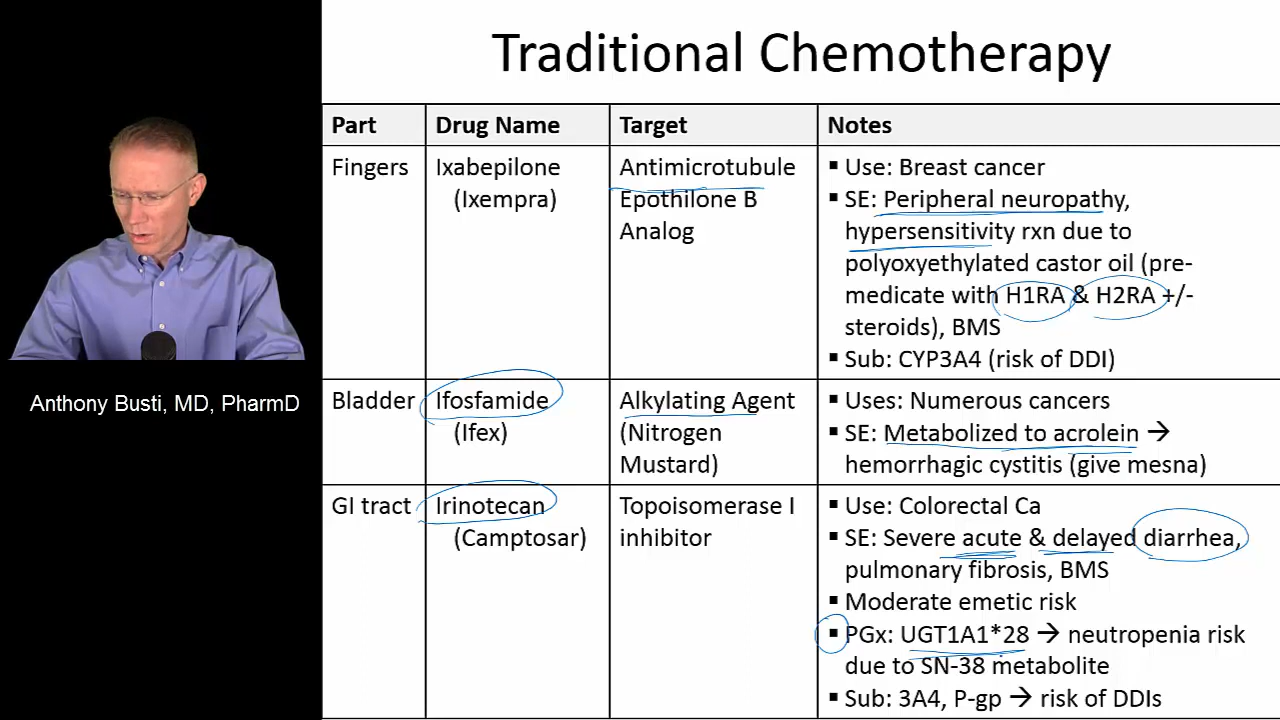 Traditional Chemotherapy
Part Drug Name Target Notes
Fingers Ixabepilone Antimicrotubule ▪ Use: Breast cancer
(Ixempra) Epothilone B ▪ SE: Peripheral neuropathy,
Analog hypersensitivity rxn due to
polyoxyethylated castor oil (pre-
medicate with H1RA & H2RA +/-
steroids), BMS
▪ Sub: CYP3A4 (risk of DDI)
Anthony Busti, MD, PharmD
Bladder Ifosfamide Alkylating Agent ▪ Uses: Numerous cancers
(Ifex) (Nitrogen ▪ SE: Metabolized to acrolein →
Mustard) hemorrhagic cystitis (give mesna)
GI tract Irinotecan Topoisomerase I ▪ Use: Colorectal Ca
(Camptosar) inhibitor ▪ SE: Severe acute & delayed diarrhea,
pulmonary fibrosis, BMS
▪ Moderate emetic risk
▪ PGx: UGT1A1*28 → neutropenia risk
due to SN-38 metabolite
▪ Sub: 3A4, P-gp → risk of DDIs